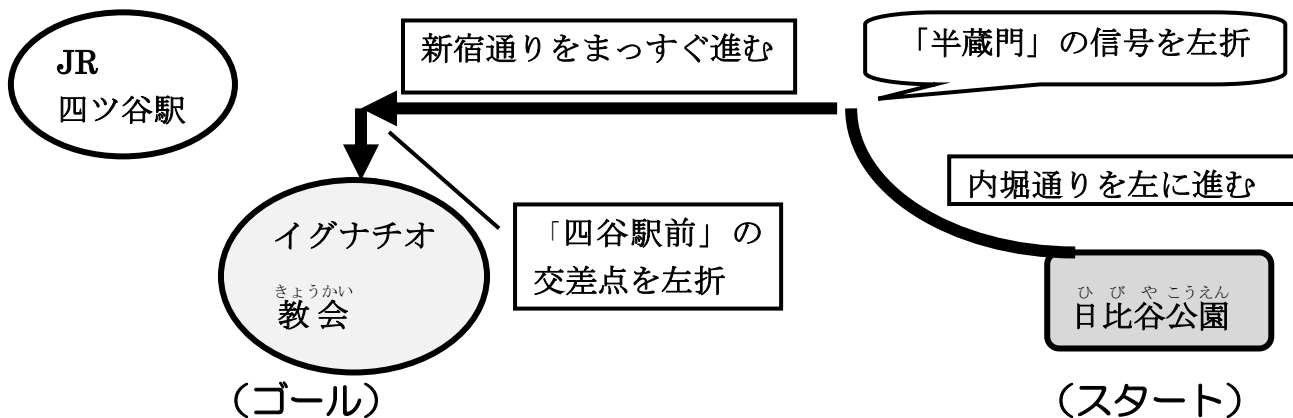 JR
四ツ谷駅
新宿通りをまっすぐ進む
「半蔵門」の信号を左折
内堀通りを左に進む
「四谷駅前」の
交差点を左折
イグナチオ
きょうかい
教会
ひびやこうえん
日比谷公園
（ゴール）
（スタート）